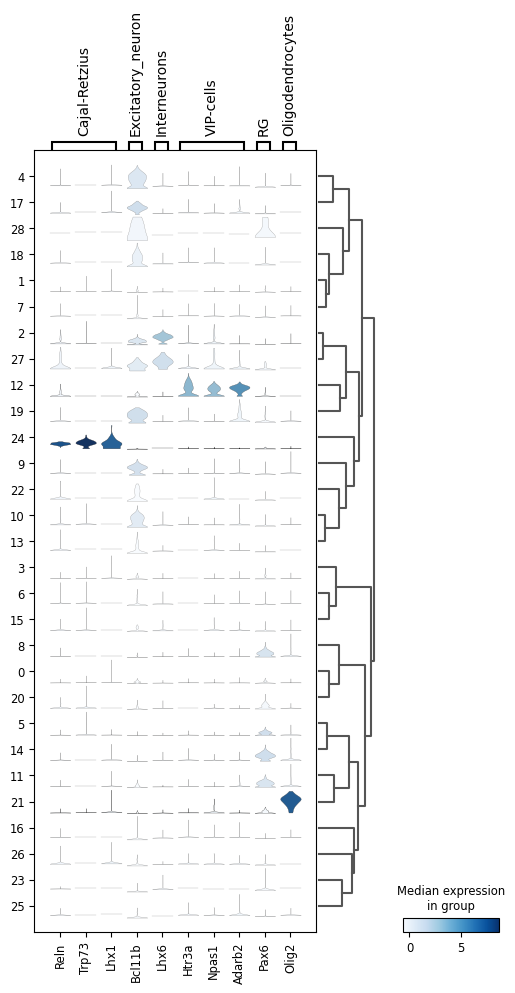 Cajal-Retzius
Excitatory_neuron
Interneurons
VIP-cells
RG
Oligodendrocytes
4
17
28
18
1
7
2
27
12
19
24
9
22
10
13
3
6
15
8
0
20
5
14
11
21
16
26
23
25
Reln
Trp73
Lhx1
Bcl11b
Lhx6
Htr3a
Npas1
Adarb2
Pax6
Olig2
Median expression
in group
0 5